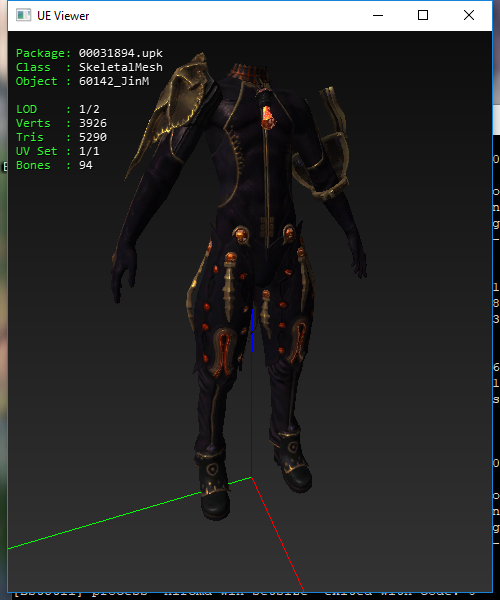 UE Viewer
Package: 00031894.upk
Class : SkeletalMesh
Object : 60142_JinM
LOD : 1/2
Verts : 3926
Tris : 5290
UV Set : 1/1
Bones : 94